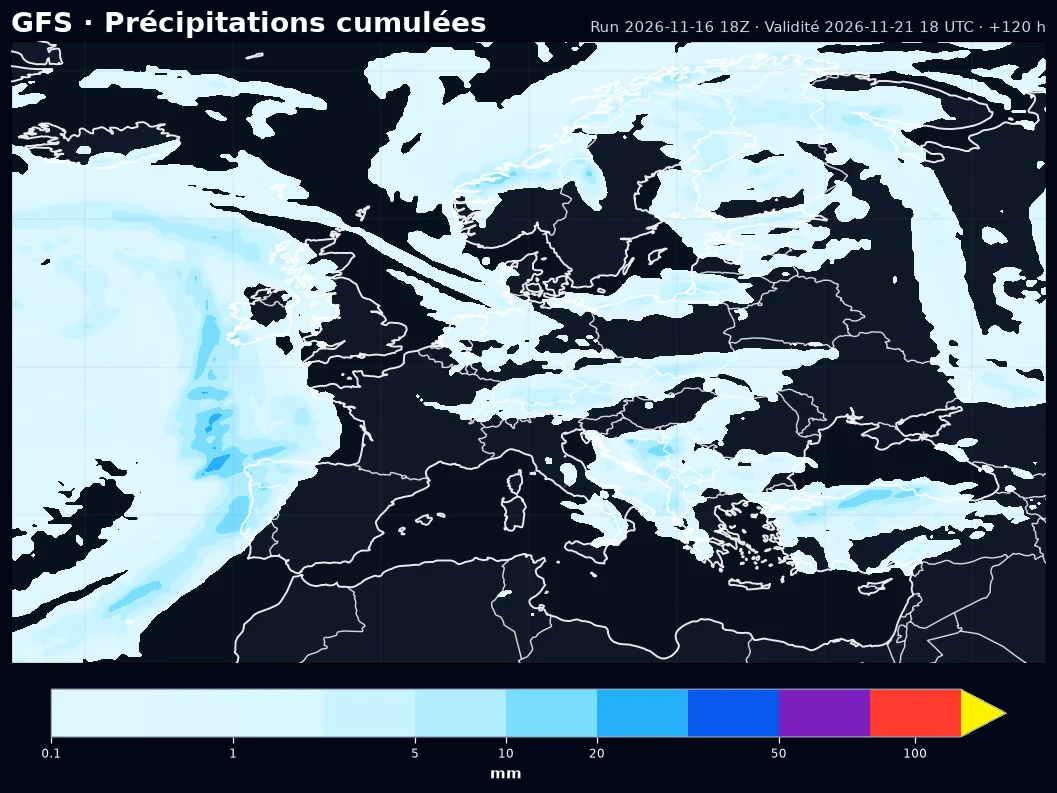 GFS · Précipitations cumulées
Run 2026-11-16 18Z · Validité 2026-11-21 18 UTC · +120 h
0.1 1 5 10 20 50 100
mm